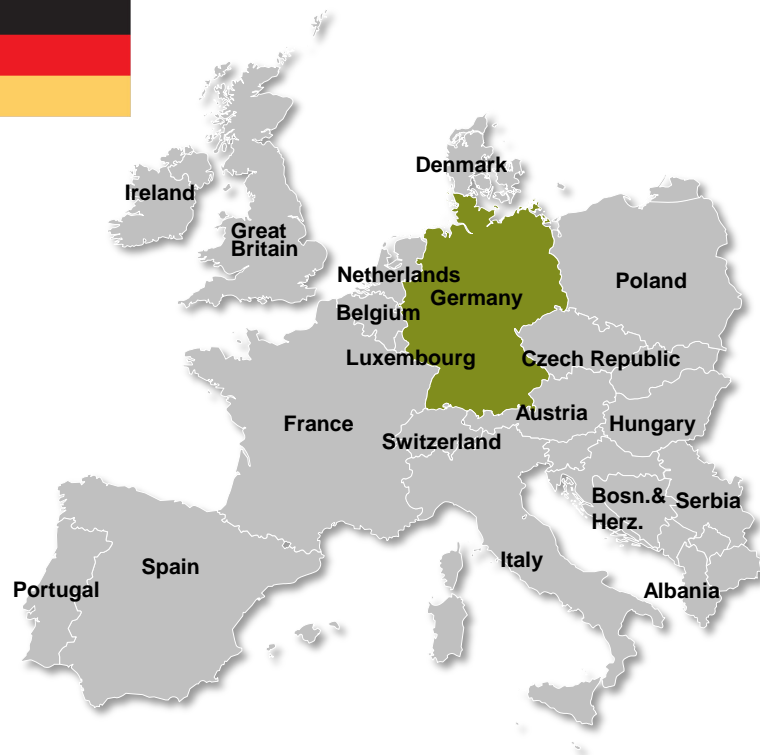 Denmark
Ireland
Great
Britain
Netherlands
Poland
Germany
Belgium
Luxembourg
Czech Republic
Austria
France
Hungary
Switzerland
Bosn.& 
Herz.
Serbia
Italy
Spain
Portugal
Albania